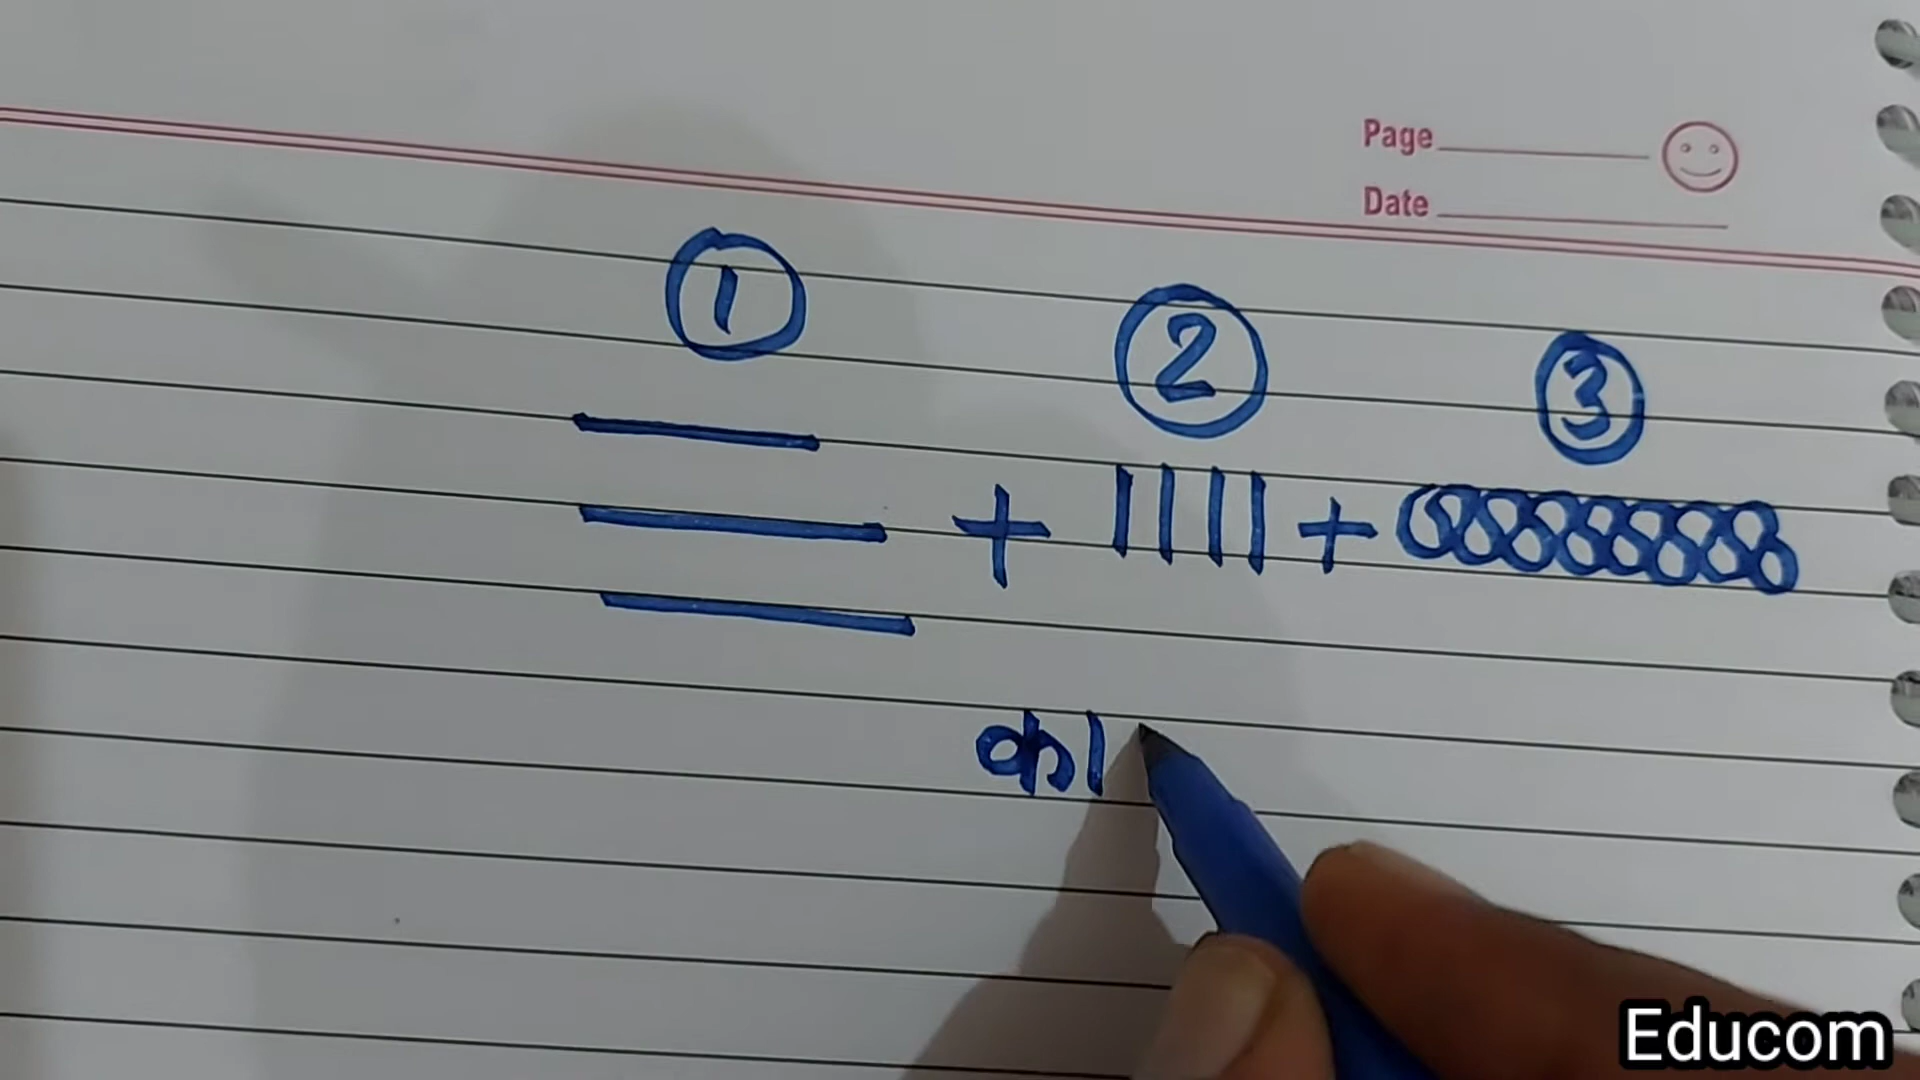 Page
Date
1 2 3
+ |||| +
का
Educom